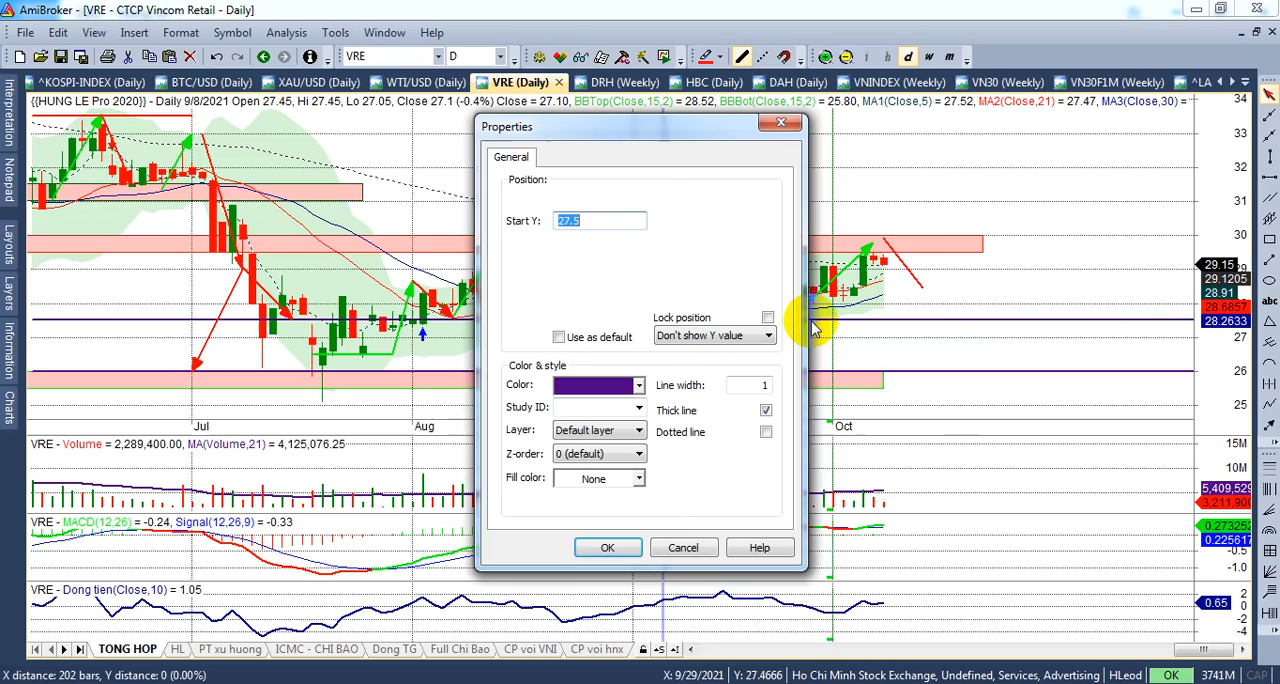 AmiBroker - [VRE - CTCP Vincom Retail - Daily]
File Edit View Insert Format Symbol Analysis Tools Window Help
VRE D i h d w m
^KOSPI-INDEX (Daily) BTC/USD (Daily) XAU/USD (Daily) WTI/USD (Daily) VRE (Daily) × DRH (Weekly) HBC (Daily) DAH (Daily) VNINDEX (Weekly) VN30 (Weekly) VN30F1M (Weekly) ^LA
{{HUNG LE Pro 2020}} - Daily 9/8/2021 Open 27.45, Hi 27.45, Lo 27.05, Close 27.1 (-0.4%) Close = 27.10, BBTop(Close,15,2) = 28.52, BBBot(Close,15,2) = 25.80, MA1(Close,5) = 27.52, MA2(Close,21) = 27.47, MA3(Close,30) =
Interpretation
Notepad
Layouts
Layers
Information
Charts
Properties
General
Position:
Start Y: 27.5
Lock position
Use as default Don't show Y value
Color & style
Color: Line width: 1
Study ID: Thick line
Layer: Default layer Dotted line
Z-order: 0 (default)
Fill color: None
OK Cancel Help
34
33
32
31
30
29.15
29
29.1205
28.91
28.6857
28.2633
27
26
25
Jul Aug Oct
VRE - Volume = 2,289,400.00, MA(Volume,21) = 4,125,076.25
15M
10M
5,409,529
3,211,900
VRE - MACD(12,26) = -0.24, Signal(12,26,9) = -0.33
0.273252
0.225617
-0.5
-1.0
VRE - Dong tien(Close,10) = 1.05
2
0.65
0
-2
-4
TONG HOP HL PT xu huong ICMC - CHI BAO Dong TG Full Chi Bao CP voi VNI CP voi hnx
X distance: 202 bars, Y distance: 0 (0.00%) X: 9/29/2021 Y: 27.4666 Ho Chi Minh Stock Exchange, Undefined, Services, Advertising HLeod OK 3741M CAP